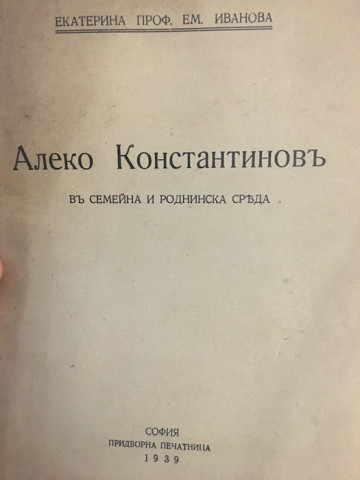 ЕКАТЕРИНА ПРОФ. ЕМ. ИВАНОВА
Алеко Константиновъ
ВЪ СЕМЕЙНА И РОДНИНСКА СРѢДА
СОФИЯ
ПРИДВОРНА ПЕЧАТНИЦА
1939